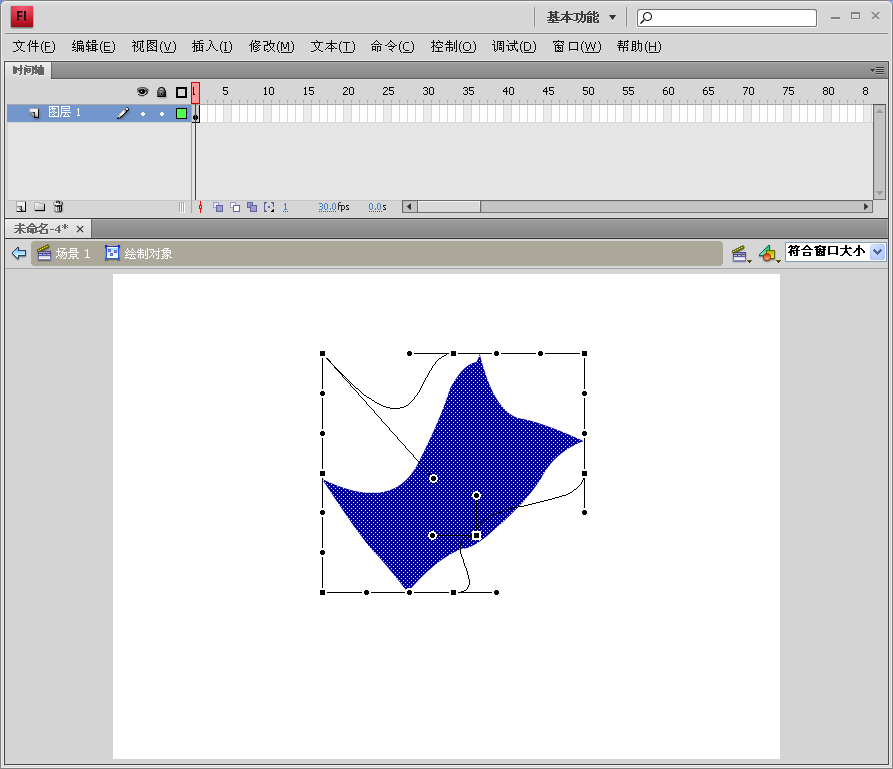 Fl 基本功能
文件(F) 编辑(E) 视图(V) 插入(I) 修改(M) 文本(T) 命令(C) 控制(O) 调试(D) 窗口(W) 帮助(H)
时间轴
1 5 10 15 20 25 30 35 40 45 50 55 60 65 70 75 80 8
图层 1
1 30.0fps 0.0s
未命名-4*
场景 1 绘制对象 符合窗口大小